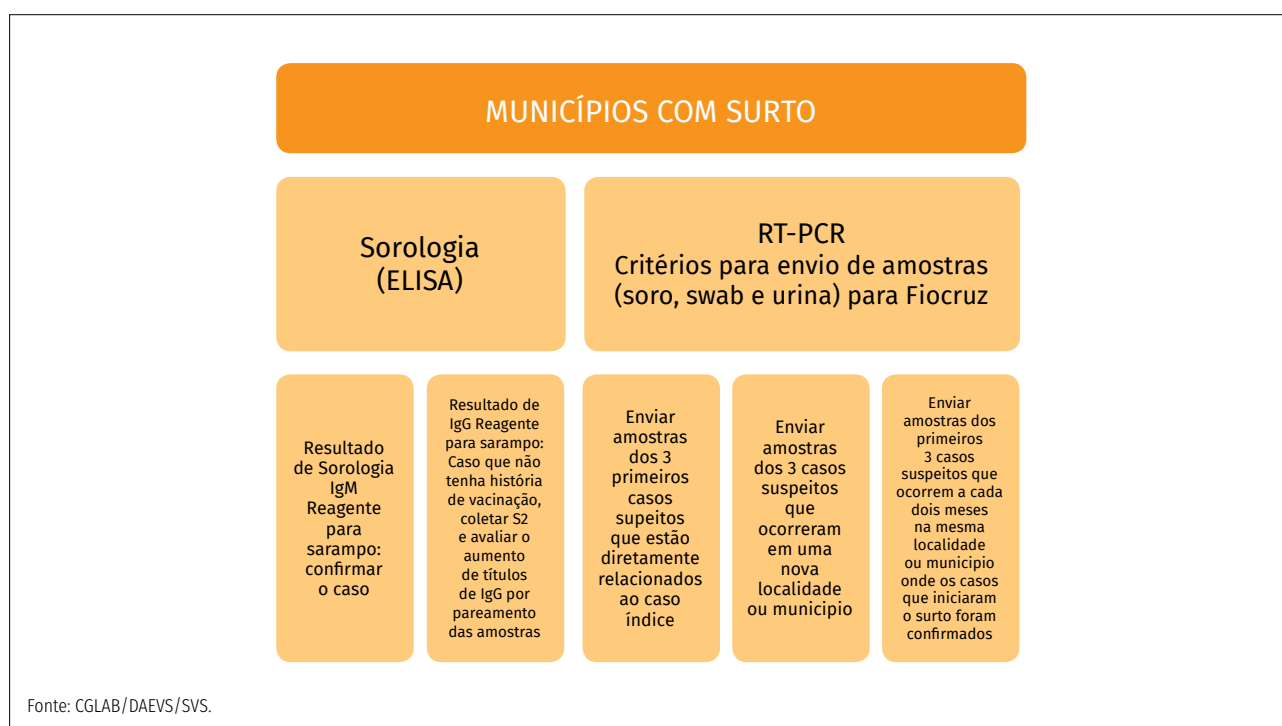 MUNICÍPIOS COM SURTO
Sorologia
(ELISA)
RT-PCR
Critérios para envio de amostras
(soro, swab e urina) para Fiocruz
Resultado
de Sorologia
IgM
Reagente
para
sarampo:
confirmar
o caso
Resultado de
IgG Reagente
para sarampo:
Caso que não
tenha história
de vacinação,
coletar S2
e avaliar o
aumento
de títulos
de IgG por
pareamento
das amostras
Enviar
amostras
dos 3
primeiros
casos
supeitos
que estão
diretamente
relacionados
ao caso
índice
Enviar
amostras
dos 3 casos
suspeitos
que
ocorreram
em uma
nova
localidade
ou municipio
Enviar
amostras dos
primeiros
3 casos
suspeitos que
ocorrem a cada
dois meses
na mesma
localidade
ou municipio
onde os casos
que iniciaram
o surto foram
confirmados
Fonte: CGLAB/DAEVS/SVS.